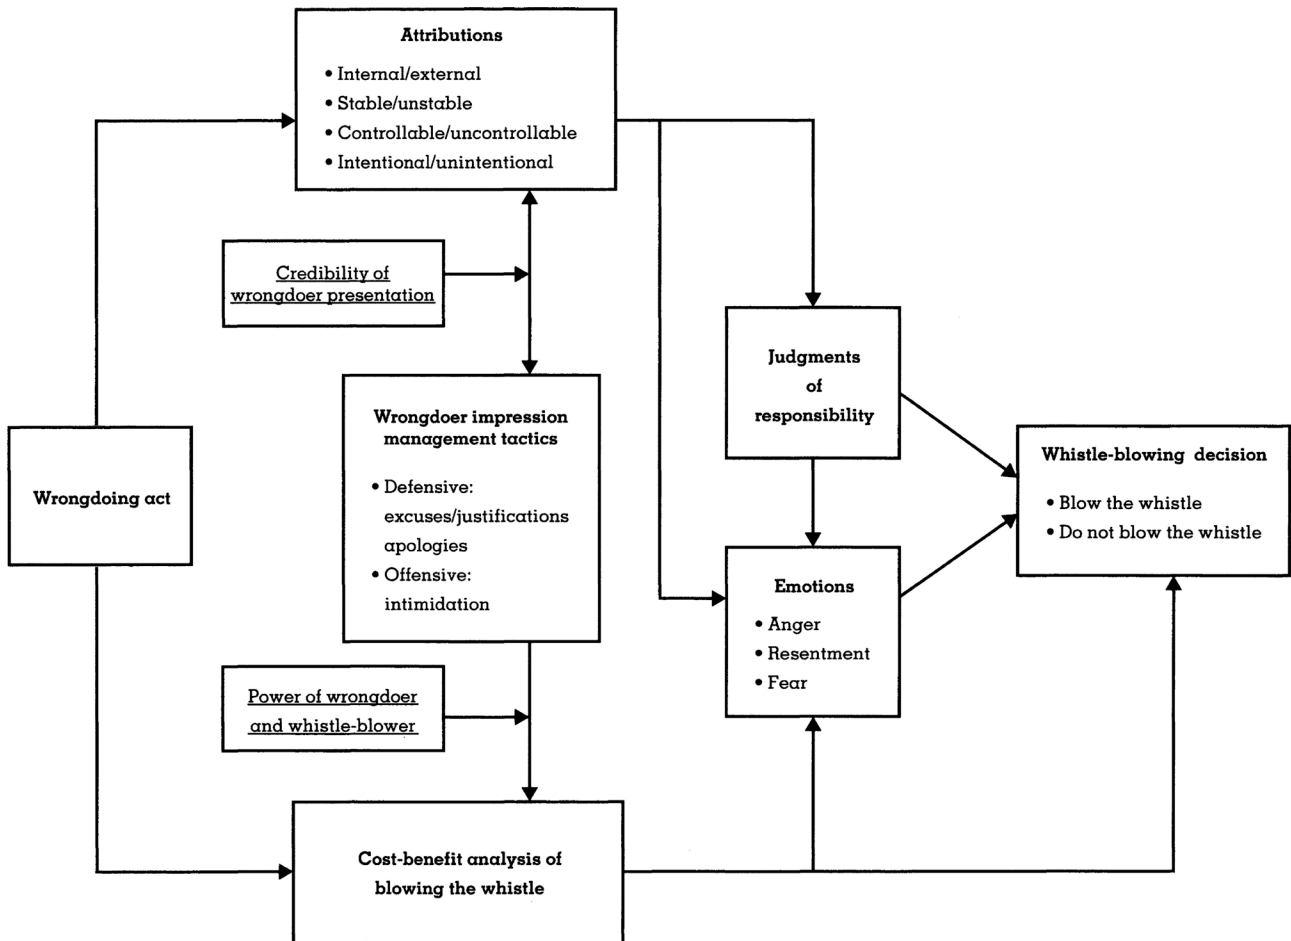 Attributions
• Internal/external
• Stable/unstable
• Controllable/uncontrollable
• Intentional/unintentional
Credibility of
wrongdoer presentation
Wrongdoer impression
management tactics
• Defensive:
excuses/justifications
apologies
• Offensive:
intimidation
Wrongdoing act
Power of wrongdoer
and whistle-blower
Cost-benefit analysis of
blowing the whistle
Judgments
of
responsibility
Emotions
• Anger
• Resentment
• Fear
Whistle-blowing decision
• Blow the whistle
• Do not blow the whistle